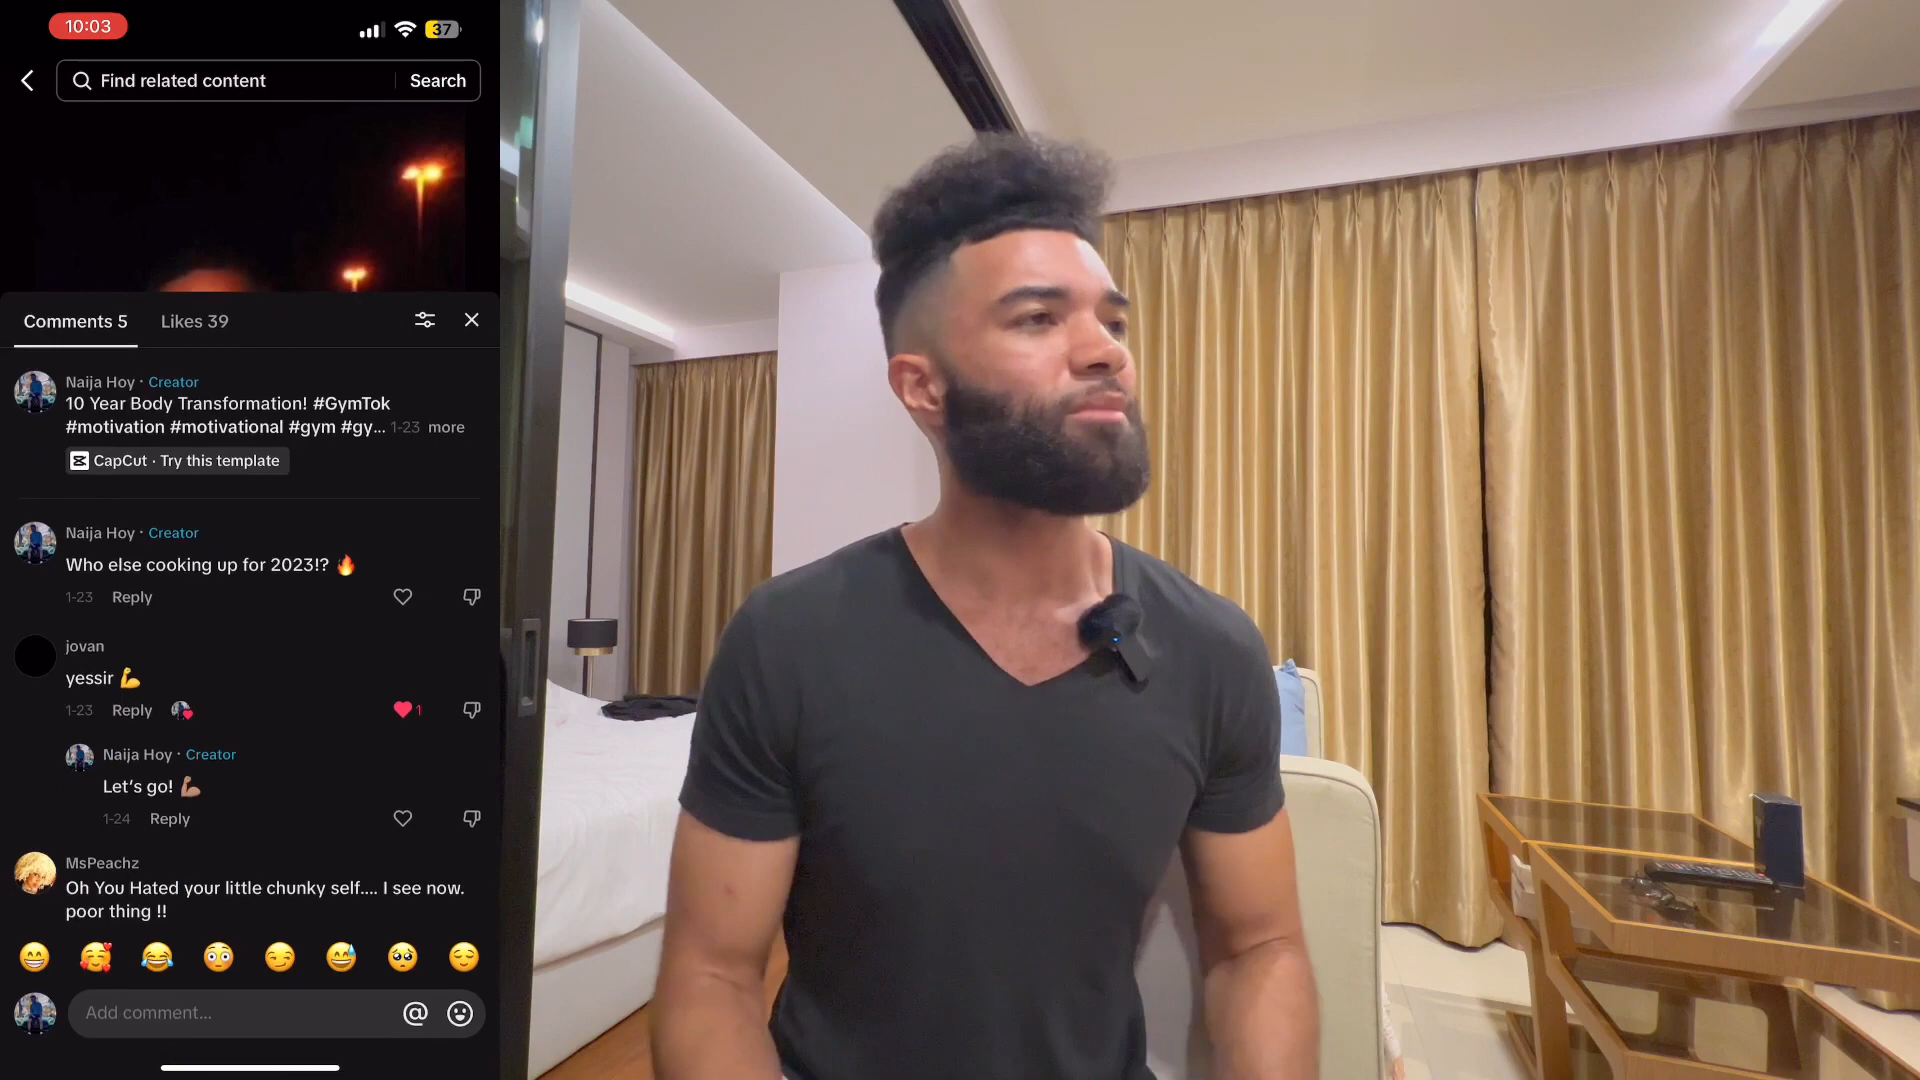 10:03
37
Find related content
Search
Comments 5
Likes 39
Naija Hoy · Creator
10 Year Body Transformation! #GymTok
#motivation #motivational #gym #gy... 1-23 more
CapCut · Try this template
Naija Hoy · Creator
Who else cooking up for 2023!? 🔥
1-23 Reply
jovan
yessir 💪
1-23 Reply
1
Naija Hoy · Creator
Let's go! 💪🏽
1-24 Reply
MsPeachz
Oh You Hated your little chunky self.... I see now.
poor thing !!
😁 🥰 😂 😳 😏 😅 🥺 😌
Add comment...
@